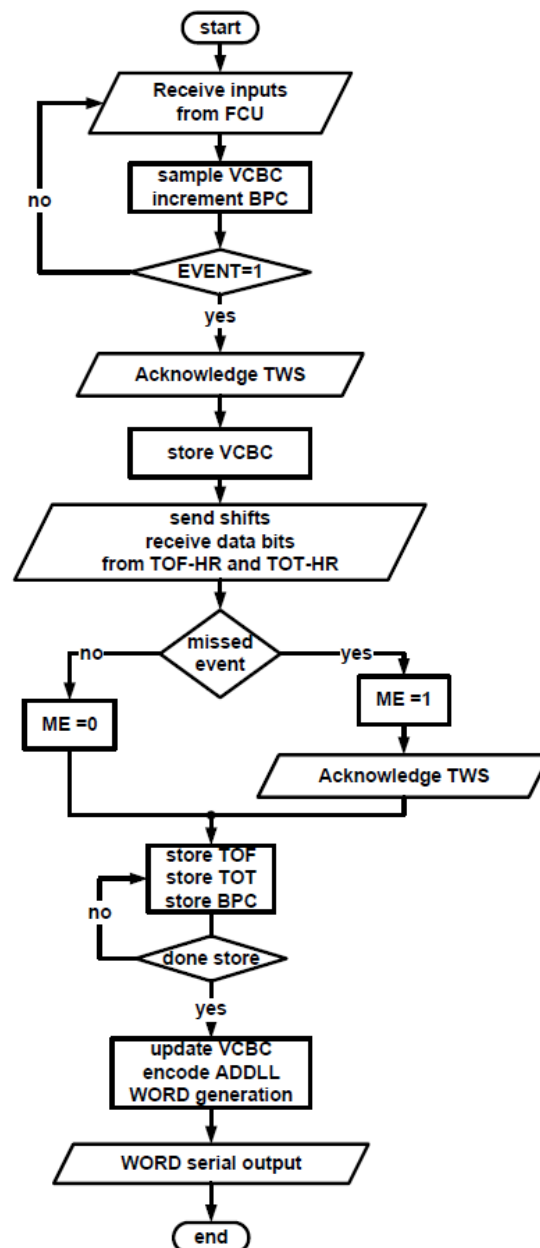 start
Receive inputs
from FCU
sample VCBC
increment BPC
no
EVENT=1
yes
Acknowledge TWS
store VCBC
send shifts
receive data bits
from TOF-HR and TOT-HR
missed
event
no
yes
ME =0
ME =1
Acknowledge TWS
store TOF
store TOT
store BPC
no
done store
yes
update VCBC
encode ADDLL
WORD generation
WORD serial output
end